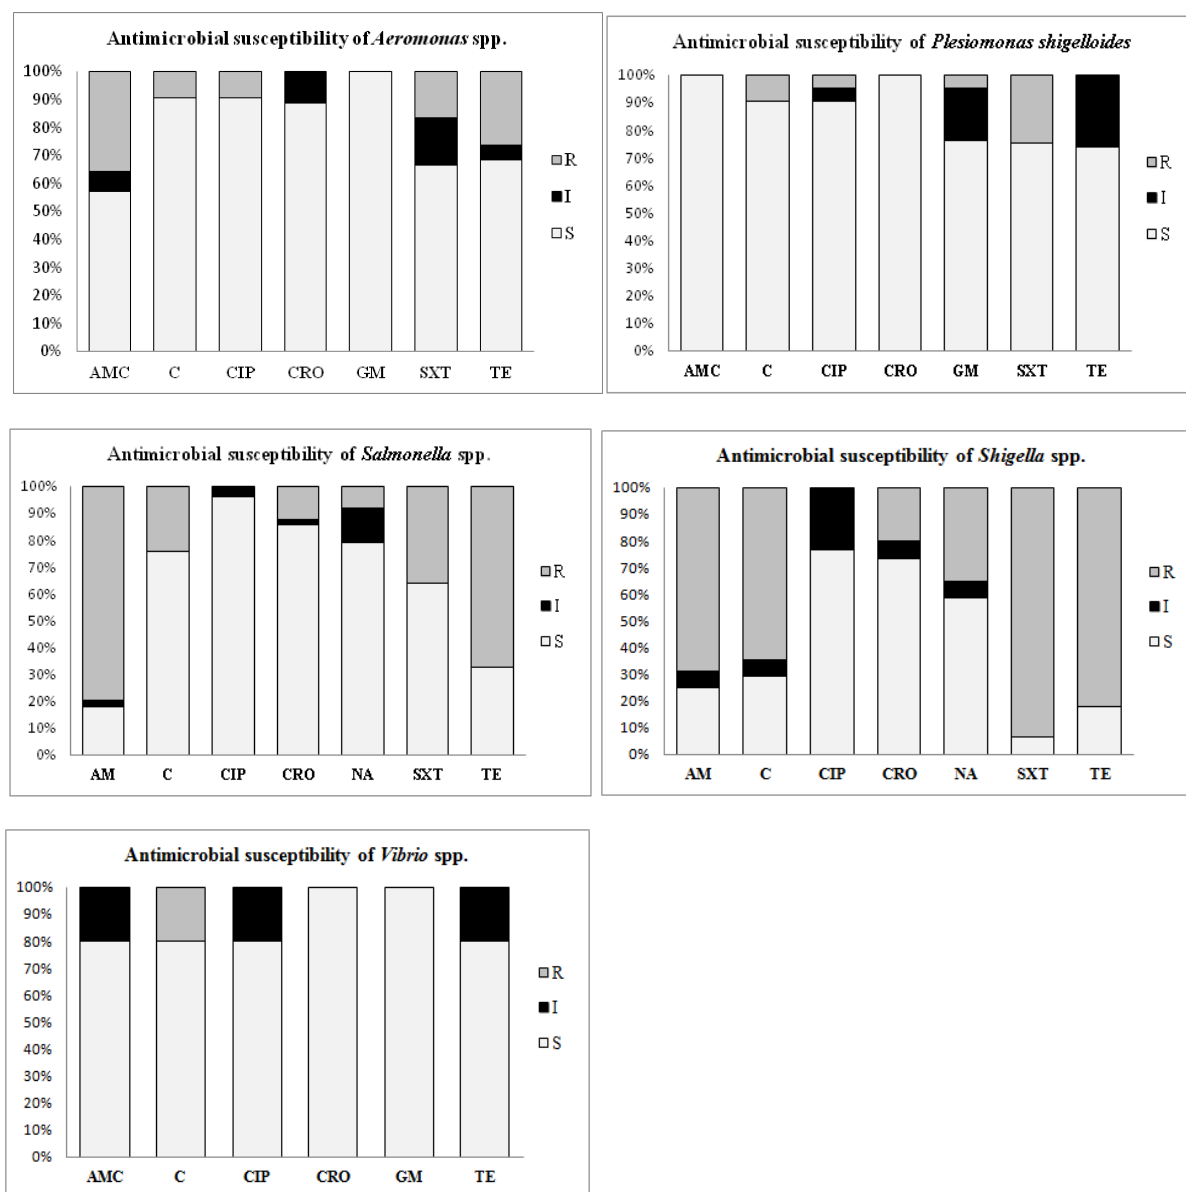 Antimicrobial susceptibility of Aeromonas spp.
100%
90%
80%
70%
60%
50%
40%
30%
20%
10%
0%
AMC C CIP CRO GM SXT TE
R
I
S
Antimicrobial susceptibility of Plesiomonas shigelloides
100%
90%
80%
70%
60%
50%
40%
30%
20%
10%
0%
AMC C CIP CRO GM SXT TE
R
I
S
Antimicrobial susceptibility of Salmonella spp.
100%
90%
80%
70%
60%
50%
40%
30%
20%
10%
0%
AM C CIP CRO NA SXT TE
R
I
S
Antimicrobial susceptibility of Shigella spp.
100%
90%
80%
70%
60%
50%
40%
30%
20%
10%
0%
AM C CIP CRO NA SXT TE
R
I
S
Antimicrobial susceptibility of Vibrio spp.
100%
90%
80%
70%
60%
50%
40%
30%
20%
10%
0%
AMC C CIP CRO GM TE
R
I
S